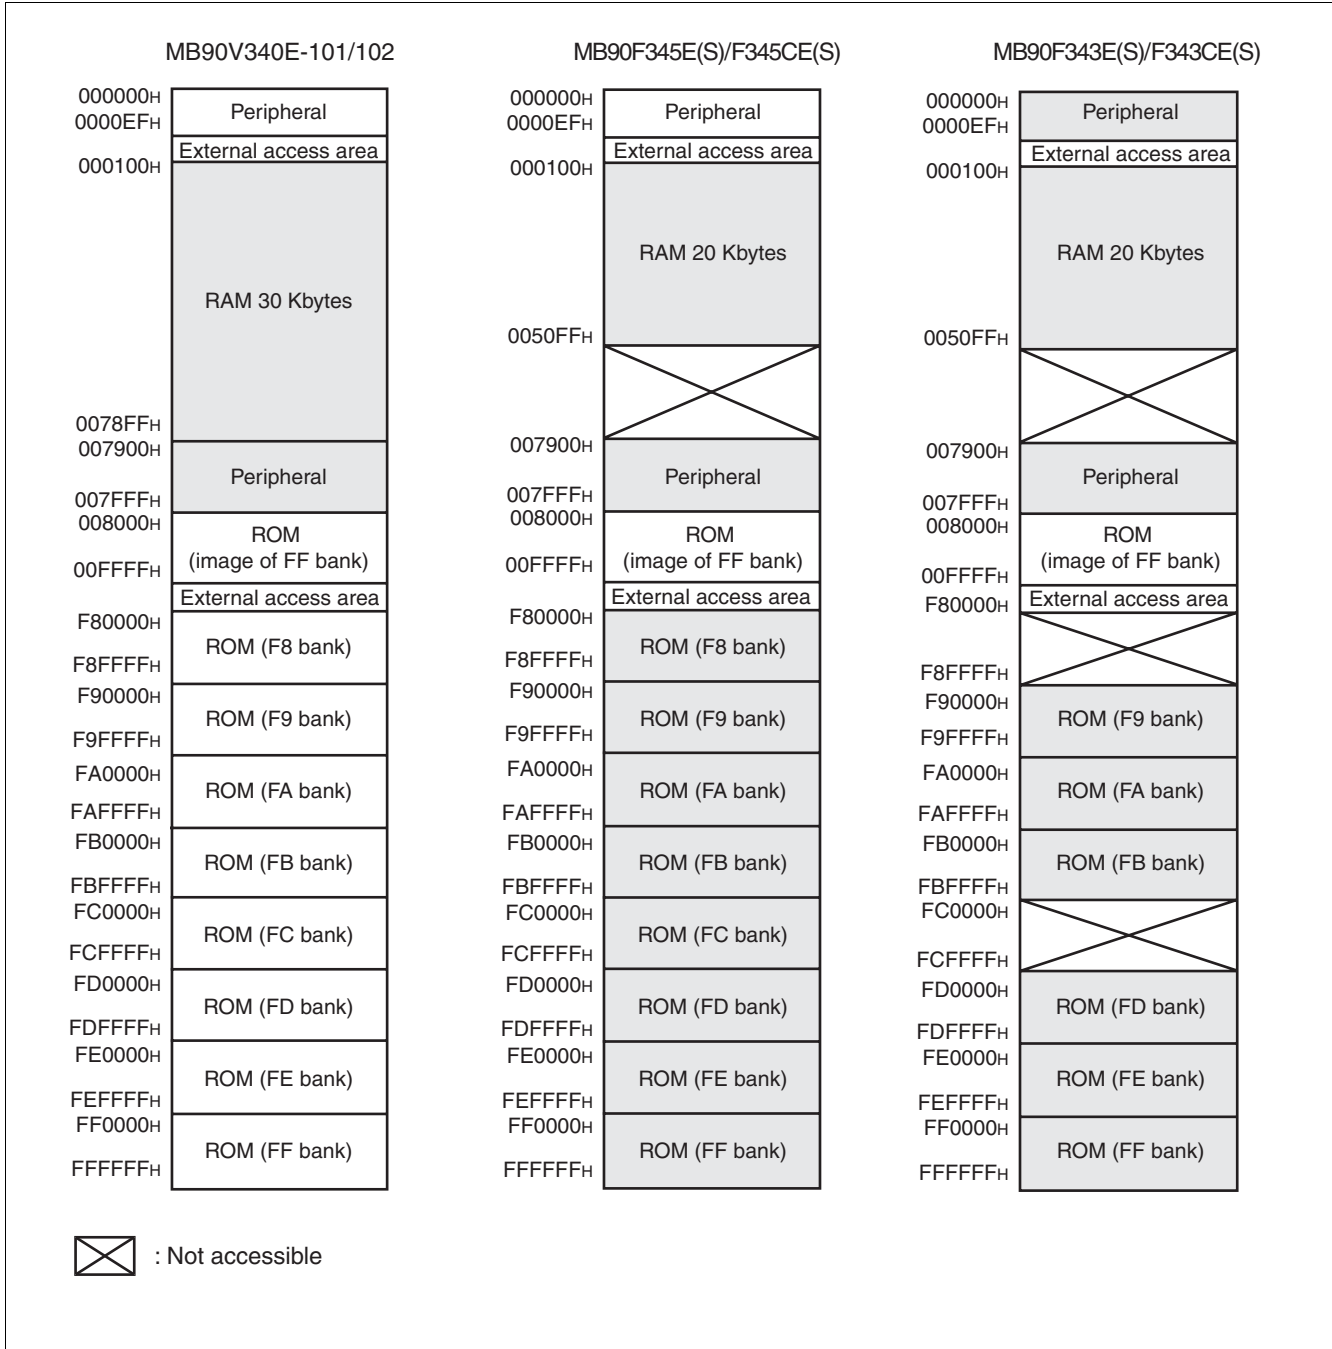 MB90V340E-101/102
000000H
0000EFH
Peripheral
External access area
000100H
RAM 30 Kbytes
0078FFH
007900H
Peripheral
007FFFH
008000H
ROM
(image of FF bank)
00FFFFH
External access area
F80000H
ROM (F8 bank)
F8FFFFH
F90000H
ROM (F9 bank)
F9FFFFH
FA0000H
ROM (FA bank)
FAFFFFH
FB0000H
ROM (FB bank)
FBFFFFH
FC0000H
ROM (FC bank)
FCFFFFH
FD0000H
ROM (FD bank)
FDFFFFH
FE0000H
ROM (FE bank)
FEFFFFH
FF0000H
ROM (FF bank)
FFFFFFH
MB90F345E(S)/F345CE(S)
000000H
0000EFH
Peripheral
External access area
000100H
RAM 20 Kbytes
0050FFH
007900H
Peripheral
007FFFH
008000H
ROM
(image of FF bank)
00FFFFH
External access area
F80000H
ROM (F8 bank)
F8FFFFH
F90000H
ROM (F9 bank)
F9FFFFH
FA0000H
ROM (FA bank)
FAFFFFH
FB0000H
ROM (FB bank)
FBFFFFH
FC0000H
ROM (FC bank)
FCFFFFH
FD0000H
ROM (FD bank)
FDFFFFH
FE0000H
ROM (FE bank)
FEFFFFH
FF0000H
ROM (FF bank)
FFFFFFH
MB90F343E(S)/F343CE(S)
000000H
0000EFH
Peripheral
External access area
000100H
RAM 20 Kbytes
0050FFH
007900H
Peripheral
007FFFH
008000H
ROM
(image of FF bank)
00FFFFH
External access area
F80000H
F8FFFFH
F90000H
ROM (F9 bank)
F9FFFFH
FA0000H
ROM (FA bank)
FAFFFFH
FB0000H
ROM (FB bank)
FBFFFFH
FC0000H
FCFFFFH
FD0000H
ROM (FD bank)
FDFFFFH
FE0000H
ROM (FE bank)
FEFFFFH
FF0000H
ROM (FF bank)
FFFFFFH
: Not accessible